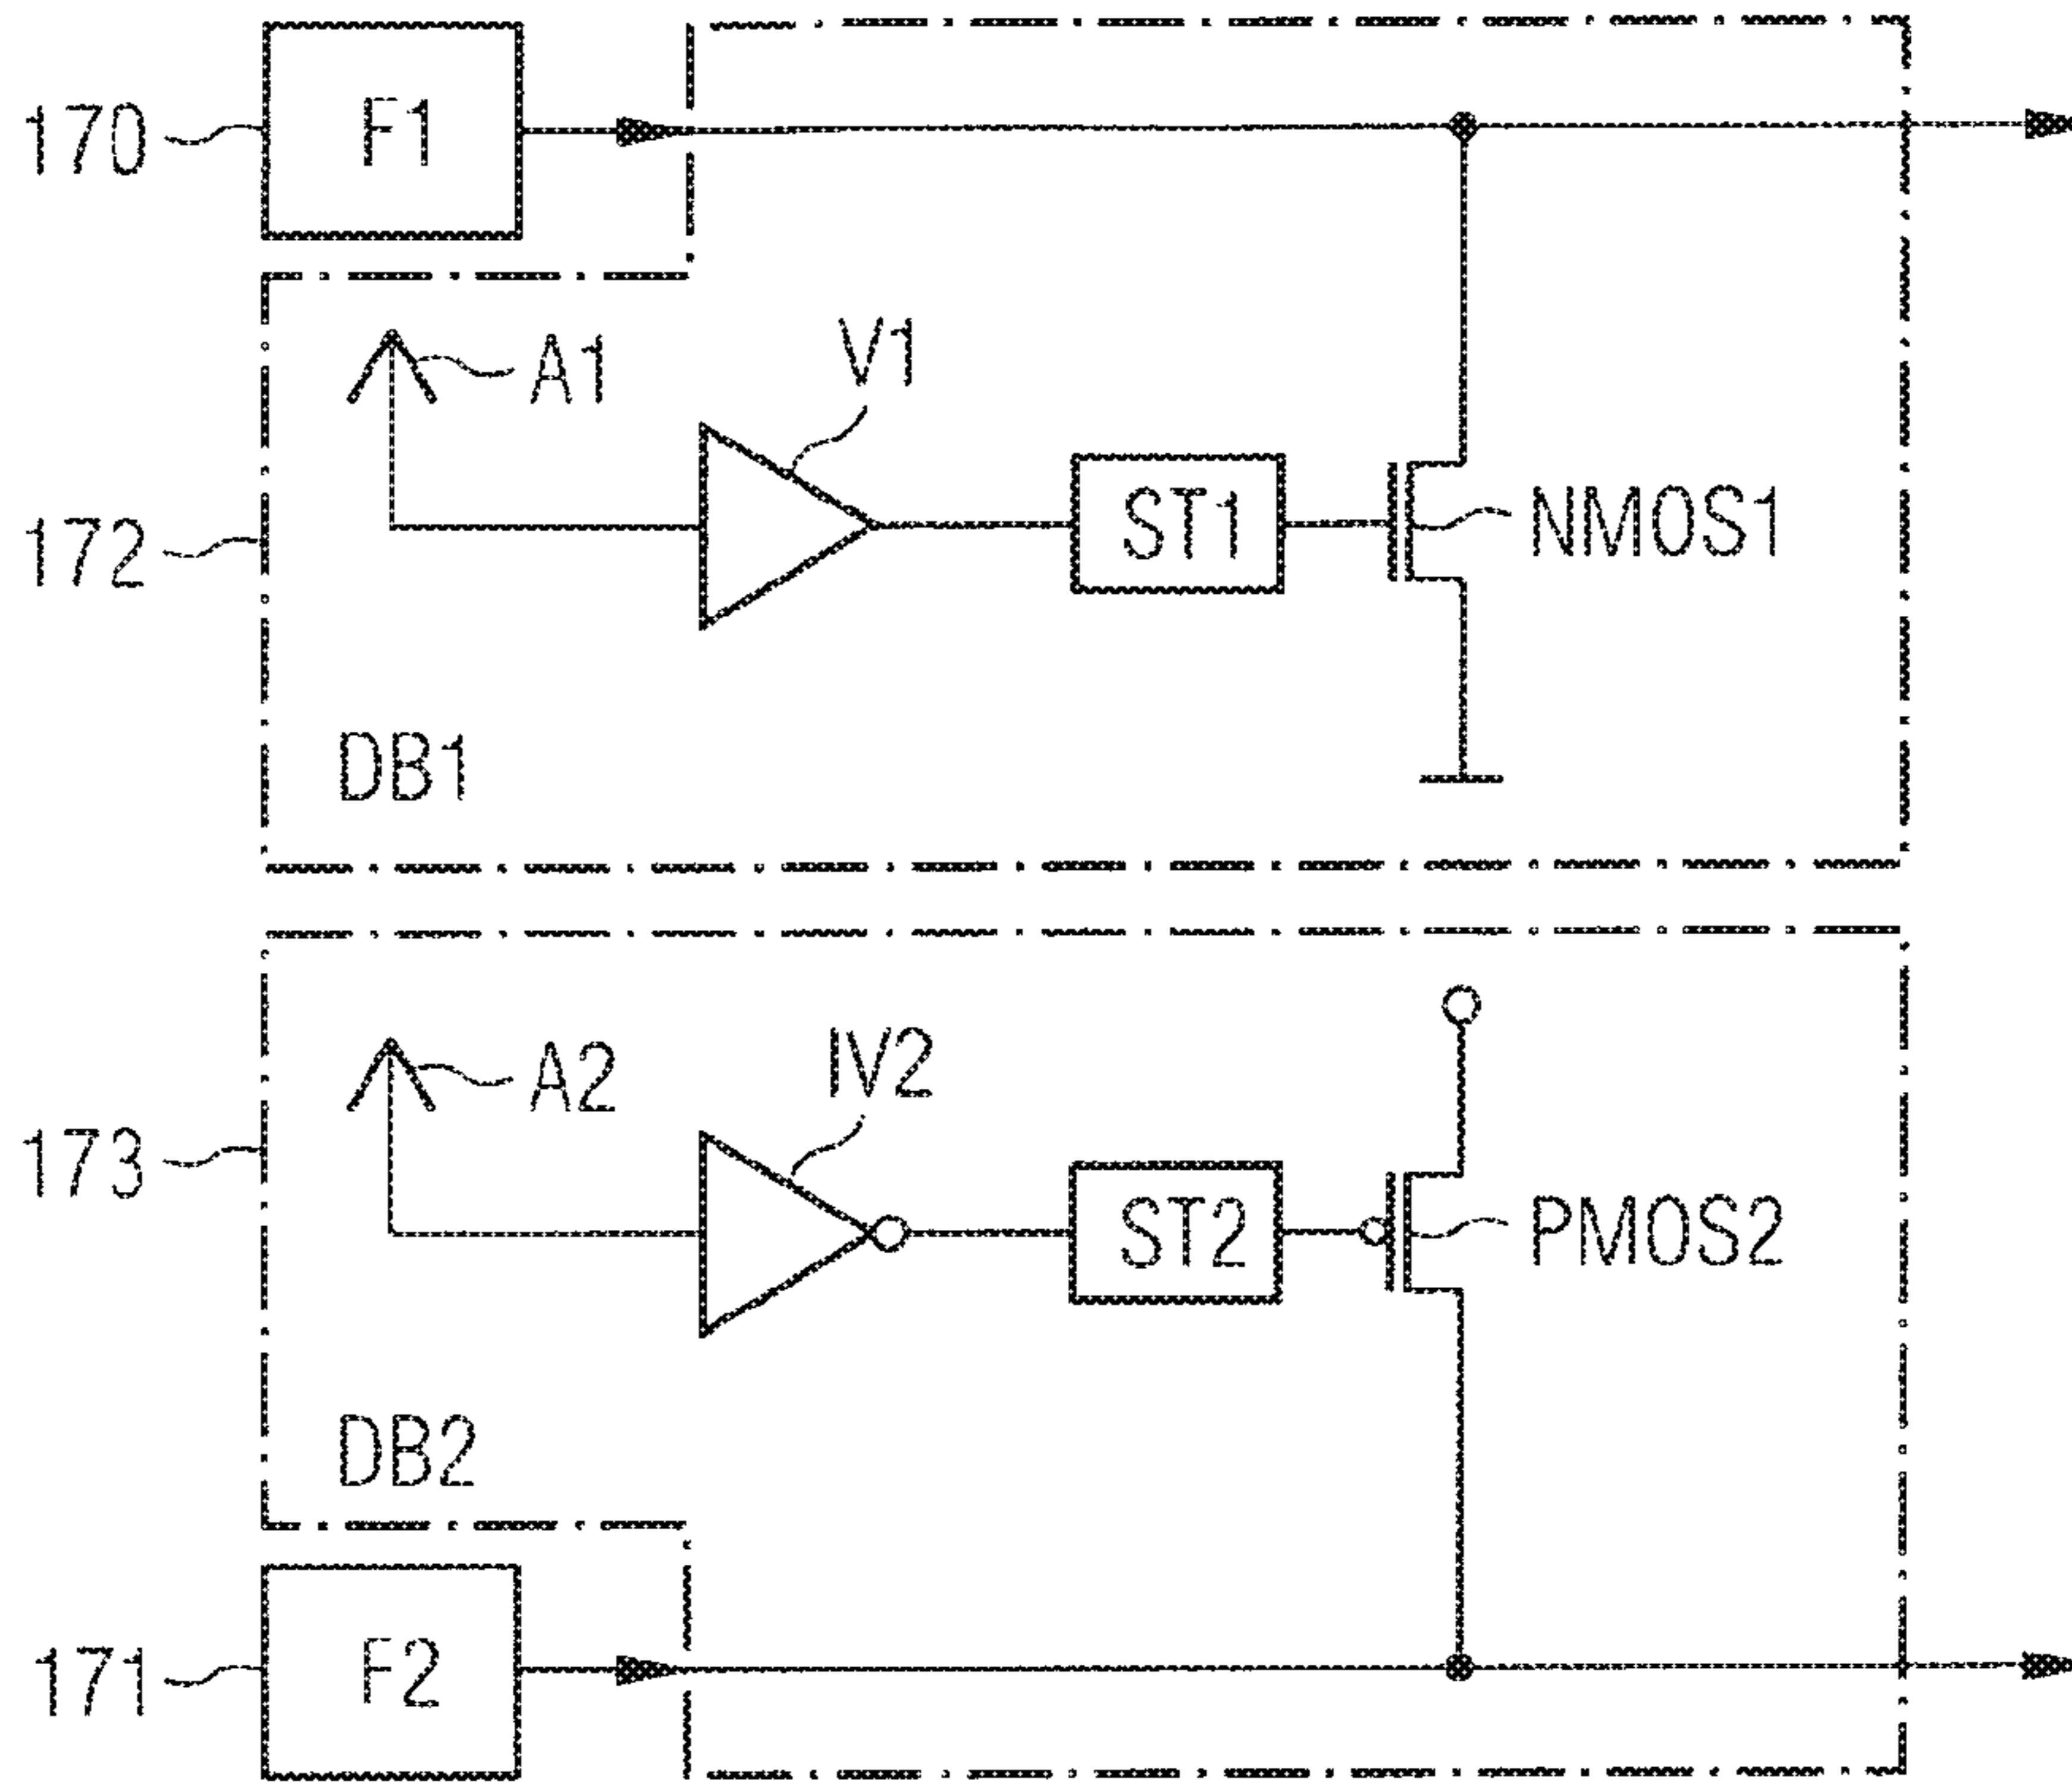 170
F1
A1
V1
172
ST1
NMOS1
DB1
A2
IV2
173
ST2
PMOS2
DB2
171
F2